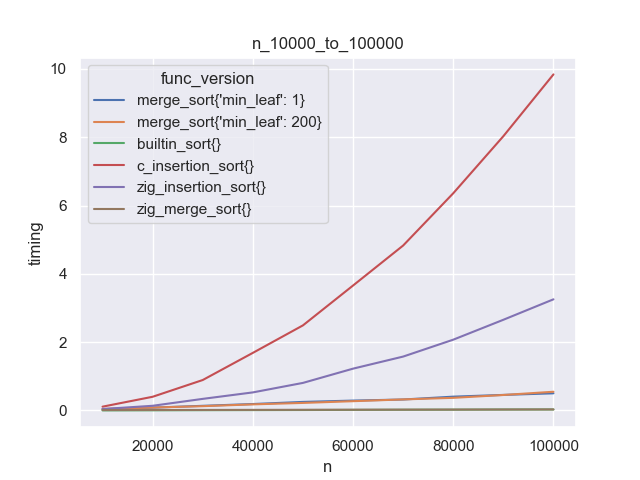 n_10000_to_100000
func_version
merge_sort{'min_leaf': 1}
merge_sort{'min_leaf': 200}
builtin_sort{}
c_insertion_sort{}
zig_insertion_sort{}
zig_merge_sort{}
10
8
6
4
2
0
timing
20000 40000 60000 80000 100000
n